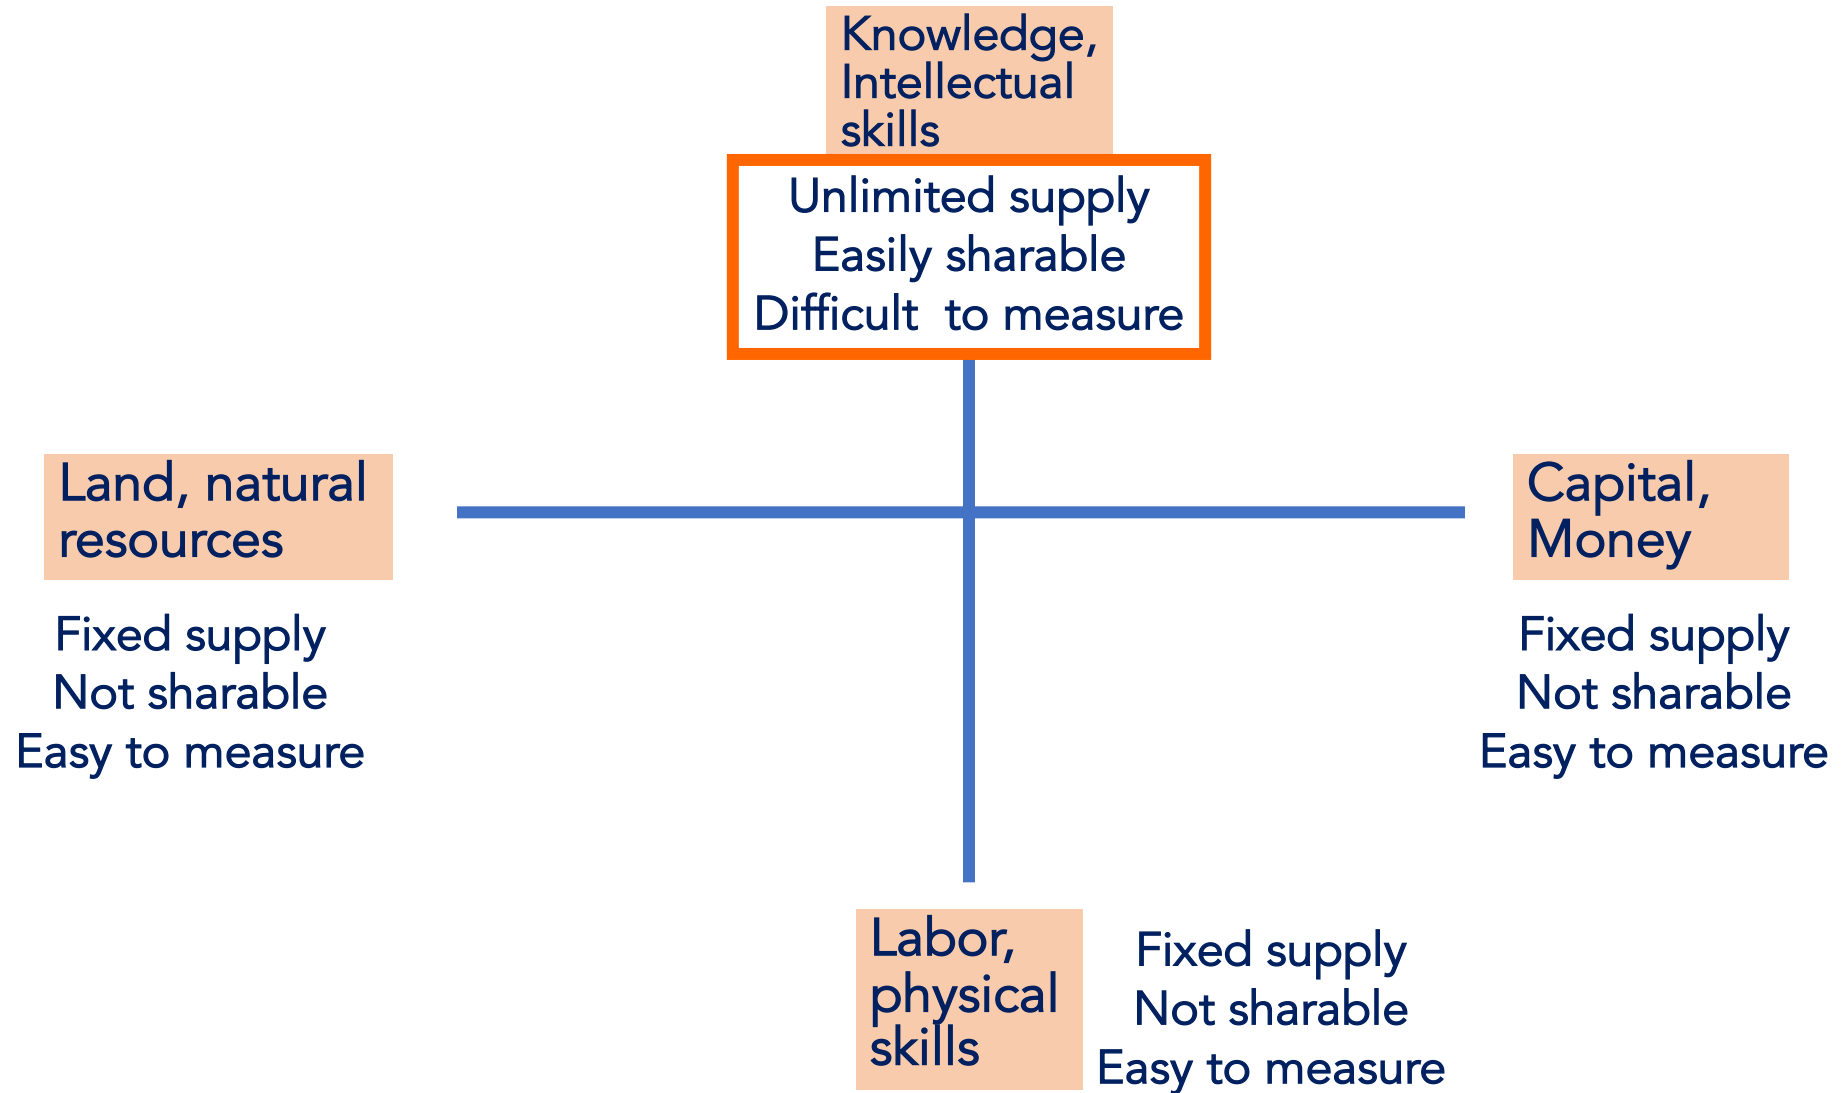 Knowledge,
Intellectual
skills
Unlimited supply
Easily sharable
Difficult  to measure
Land, natural
resources
Fixed supply
Not sharable
Easy to measure
Capital,
Money
Fixed supply
Not sharable
Easy to measure
Labor,
physical
skills
Fixed supply
Not sharable
Easy to measure